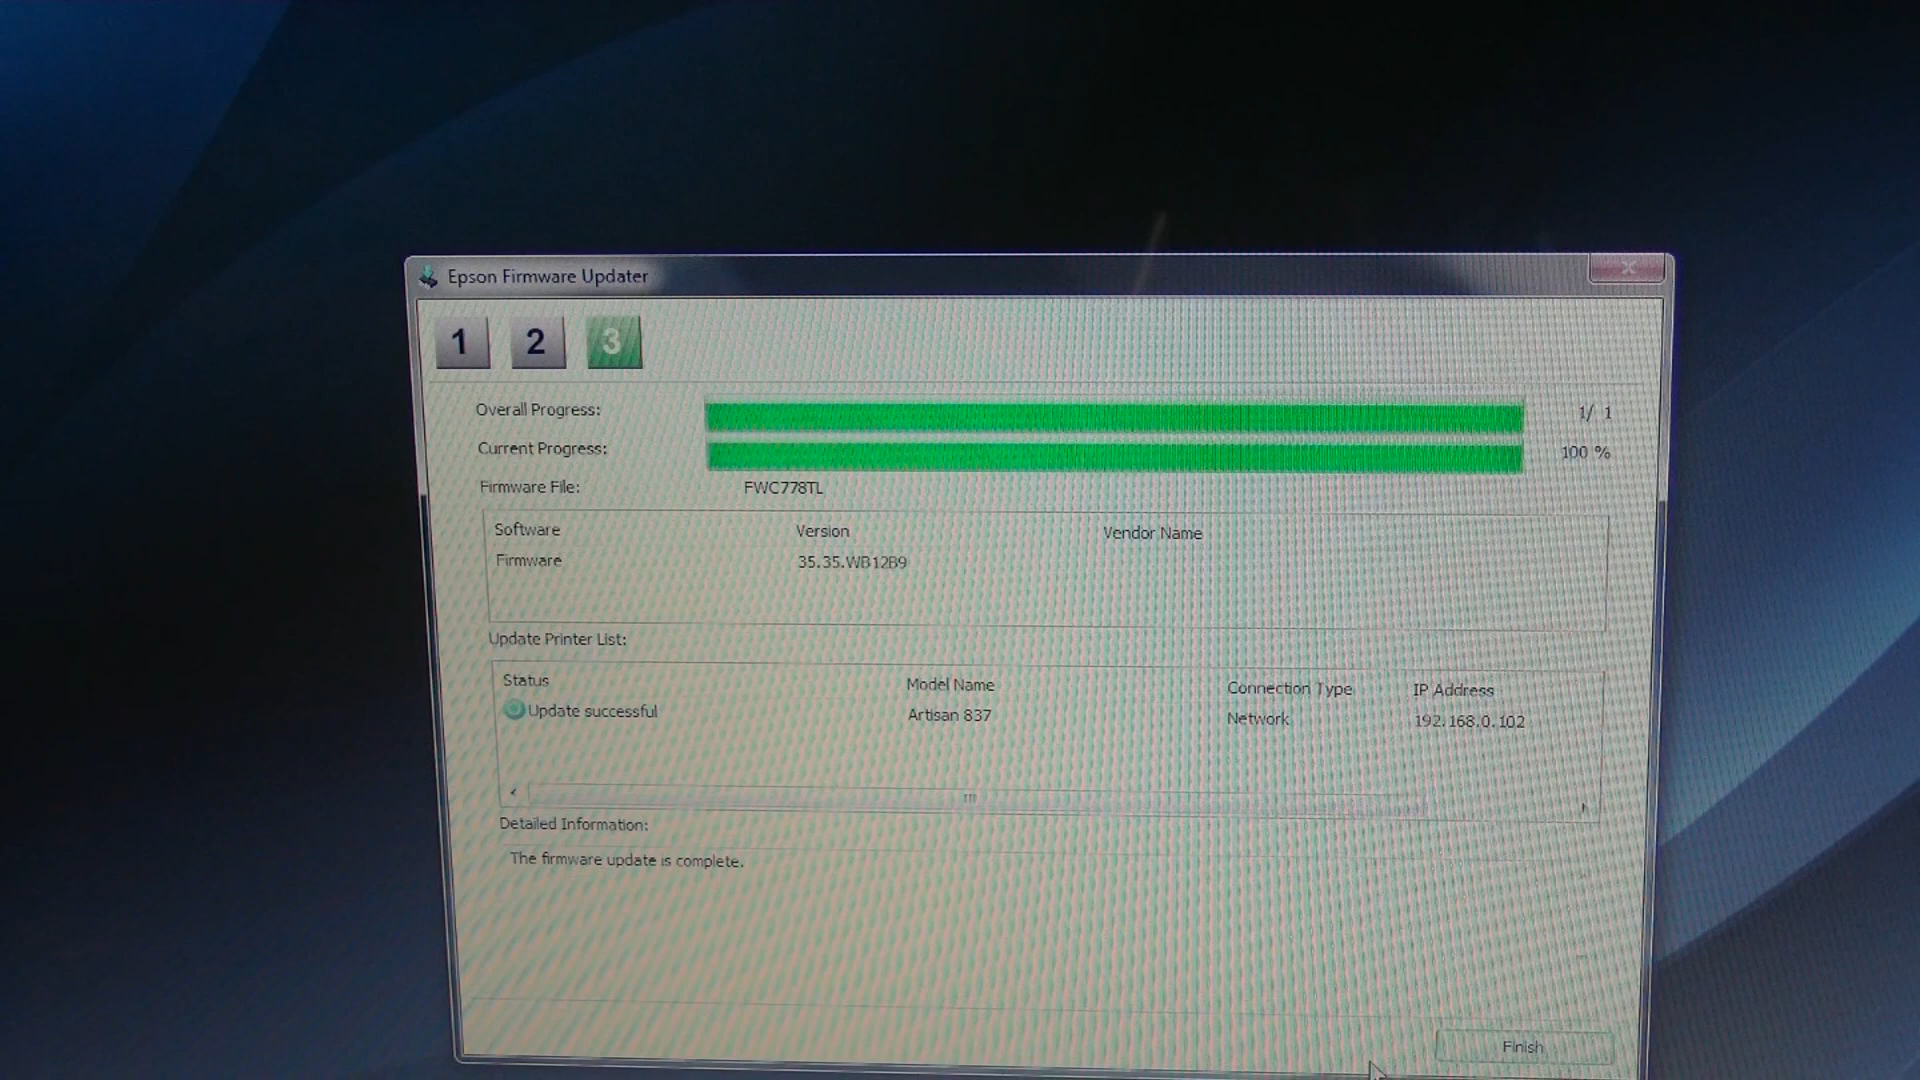 Epson Firmware Updater
1 2 3
Overall Progress: 1/ 1
Current Progress: 100 %
Firmware File: FWC778TL
Software Version Vendor Name
Firmware 35.35.WB12B9
Update Printer List:
Status Model Name Connection Type IP Address
Update successful Artisan 837 Network 192.168.0.102
Detailed Information:
The firmware update is complete.
Finish